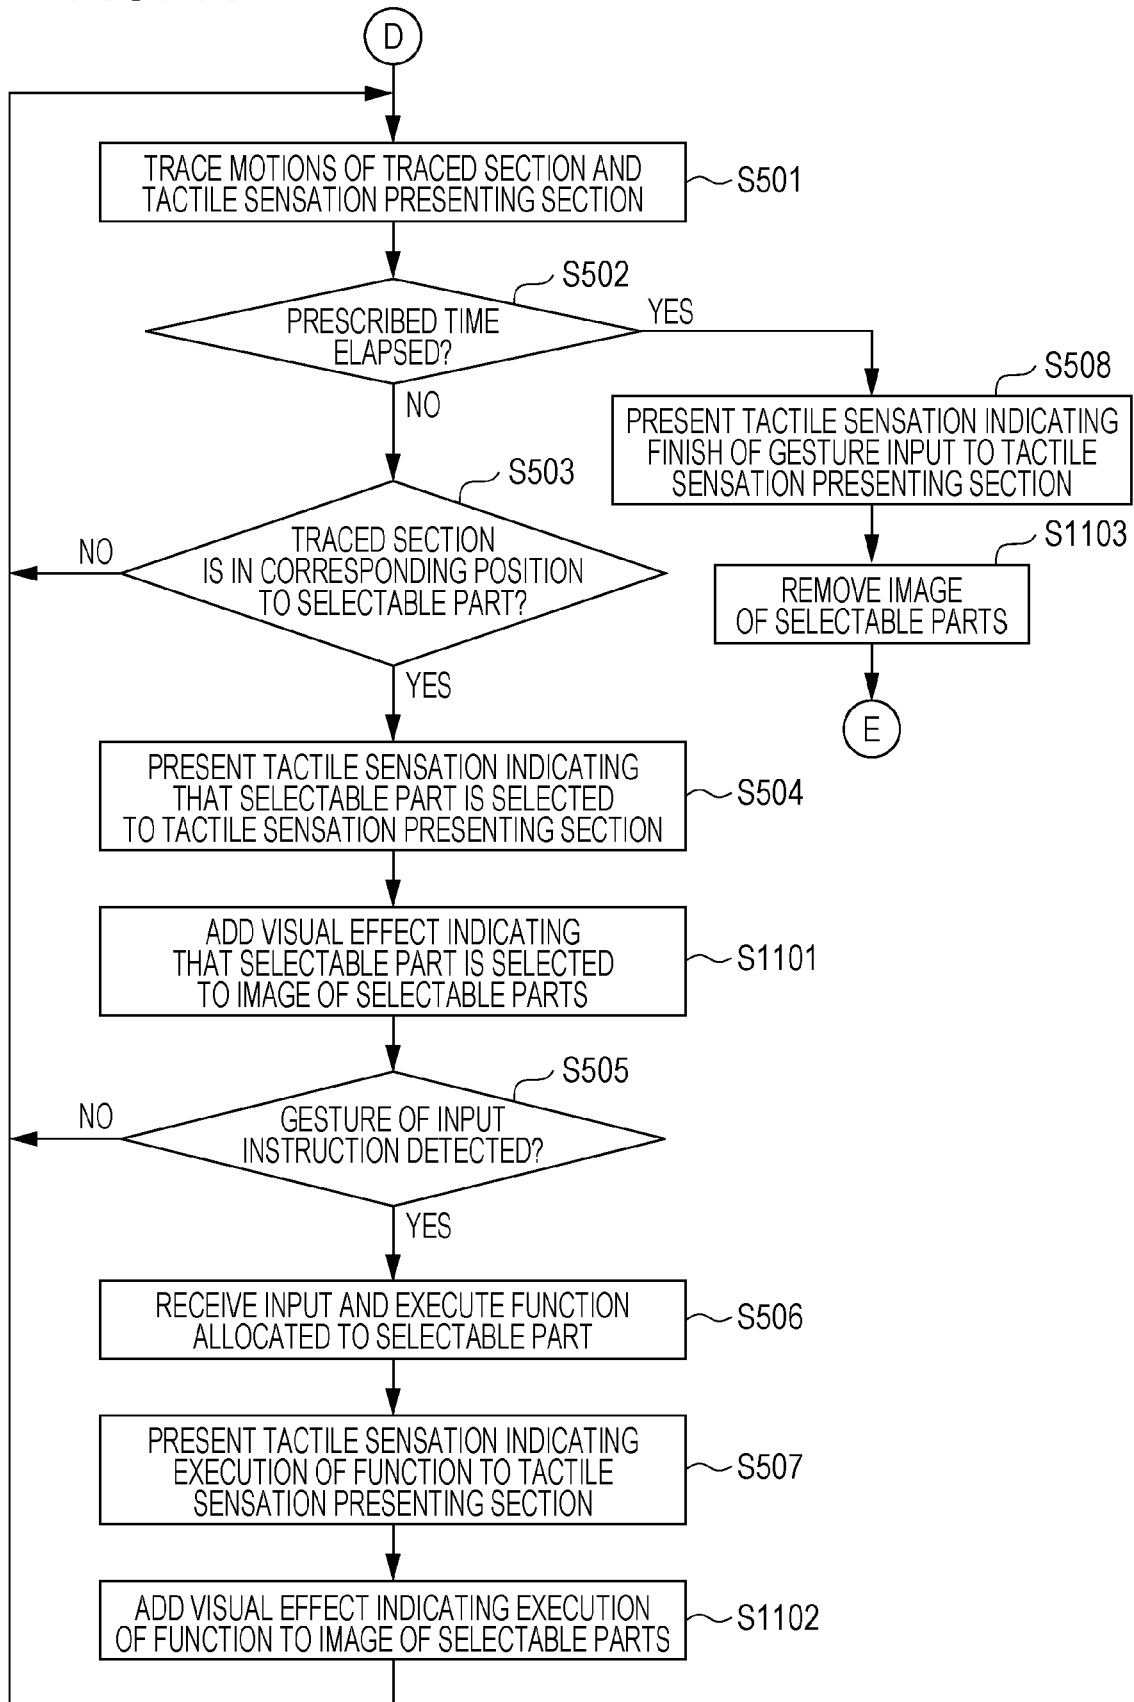 D
TRACE MOTIONS OF TRACED SECTION AND
TACTILE SENSATION PRESENTING SECTION
S501
S502
PRESCRIBED TIME
ELAPSED?
YES
NO
S508
PRESENT TACTILE SENSATION INDICATING
FINISH OF GESTURE INPUT TO TACTILE
SENSATION PRESENTING SECTION
S503
TRACED SECTION
IS IN CORRESPONDING POSITION
TO SELECTABLE PART?
NO
YES
S1103
REMOVE IMAGE
OF SELECTABLE PARTS
E
PRESENT TACTILE SENSATION INDICATING
THAT SELECTABLE PART IS SELECTED
TO TACTILE SENSATION PRESENTING SECTION
S504
ADD VISUAL EFFECT INDICATING
THAT SELECTABLE PART IS SELECTED
TO IMAGE OF SELECTABLE PARTS
S1101
S505
GESTURE OF INPUT
INSTRUCTION DETECTED?
NO
YES
RECEIVE INPUT AND EXECUTE FUNCTION
ALLOCATED TO SELECTABLE PART
S506
PRESENT TACTILE SENSATION INDICATING
EXECUTION OF FUNCTION TO TACTILE
SENSATION PRESENTING SECTION
S507
ADD VISUAL EFFECT INDICATING EXECUTION
OF FUNCTION TO IMAGE OF SELECTABLE PARTS
S1102